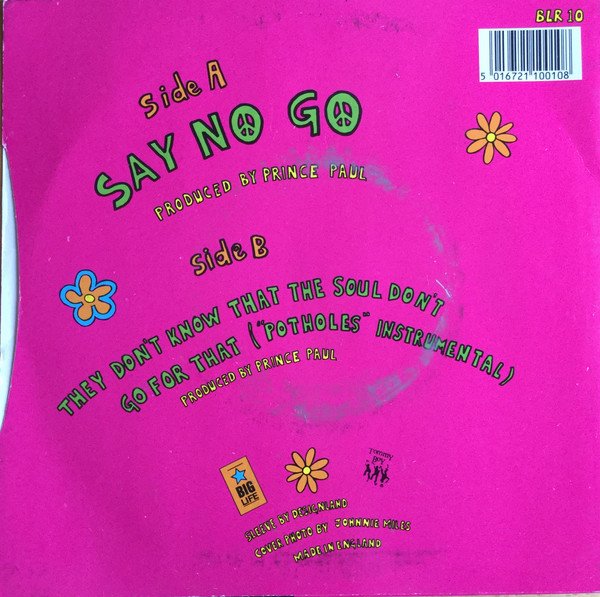 BLR 10
5 016721 100108
Side A
SAY NO GO
PRODUCED BY PRINCE PAUL
Side B
THEY DON'T KNOW THAT THE SOUL DON'T
GO FOR THAT ("POTHOLES" INSTRUMENTAL)
PRODUCED BY PRINCE PAUL
BIG
LIFE
Tommy
Boy
SLEEVE BY DESIGNLAND
COVER PHOTO BY JOHNNIE MILES
MADE IN ENGLAND